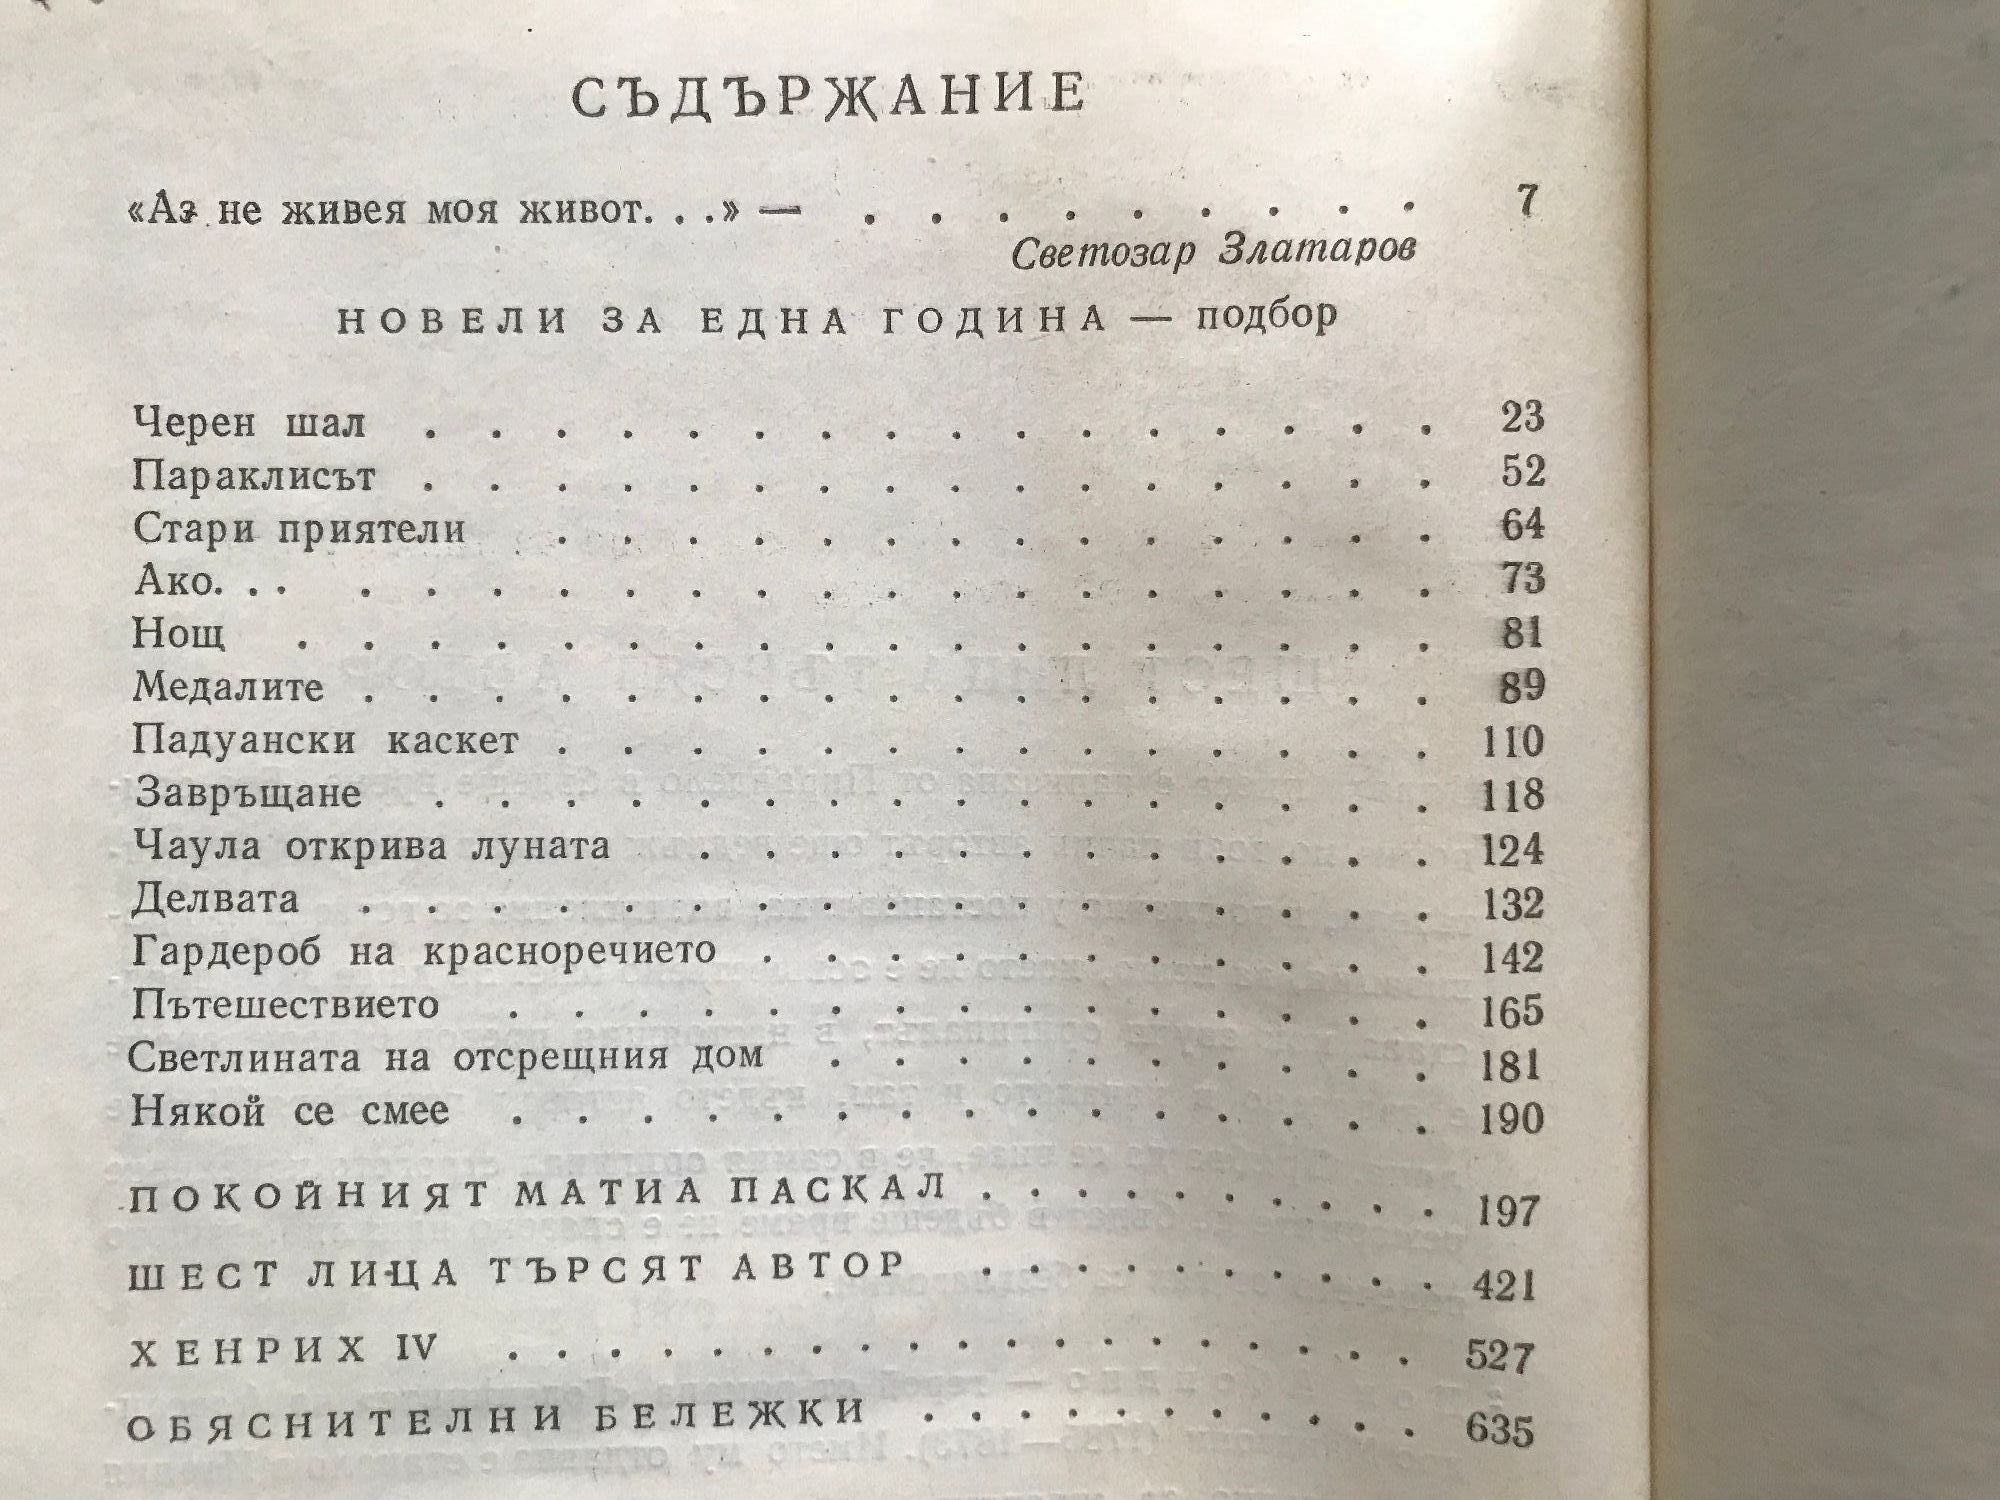 СЪДЪРЖАНИЕ
«Аз не живея моя живот. . .» — . . . . . . . . . 7
Светозар Златаров
НОВЕЛИ ЗА ЕДНА ГОДИНА — подбор
Черен шал . . . . . . . . . . . . . . . . 23
Параклисът . . . . . . . . . . . . . . . . 52
Стари приятели . . . . . . . . . . . . . . 64
Ако. . . . . . . . . . . . . . . . . . . . 73
Нощ . . . . . . . . . . . . . . . . . . 81
Медалите . . . . . . . . . . . . . . . . . 89
Падуански каскет . . . . . . . . . . . . . . 110
Завръщане . . . . . . . . . . . . . . . . 118
Чаула открива луната . . . . . . . . . . . . 124
Делвата . . . . . . . . . . . . . . . . . 132
Гардероб на красноречието . . . . . . . . . . . 142
Пътешествието . . . . . . . . . . . . . . . 165
Светлината на отсрещния дом . . . . . . . . . . 181
Някой се смее . . . . . . . . . . . . . . . 190
ПОКОЙНИЯТ МАТИА ПАСКАЛ . . . . . . . . . . 197
ШЕСТ ЛИЦА ТЪРСЯТ АВТОР . . . . . . . . . . 421
ХЕНРИХ IV . . . . . . . . . . . . . . . . . . . 527
ОБЯСНИТЕЛНИ БЕЛЕЖКИ . . . . . . . . . . . 635